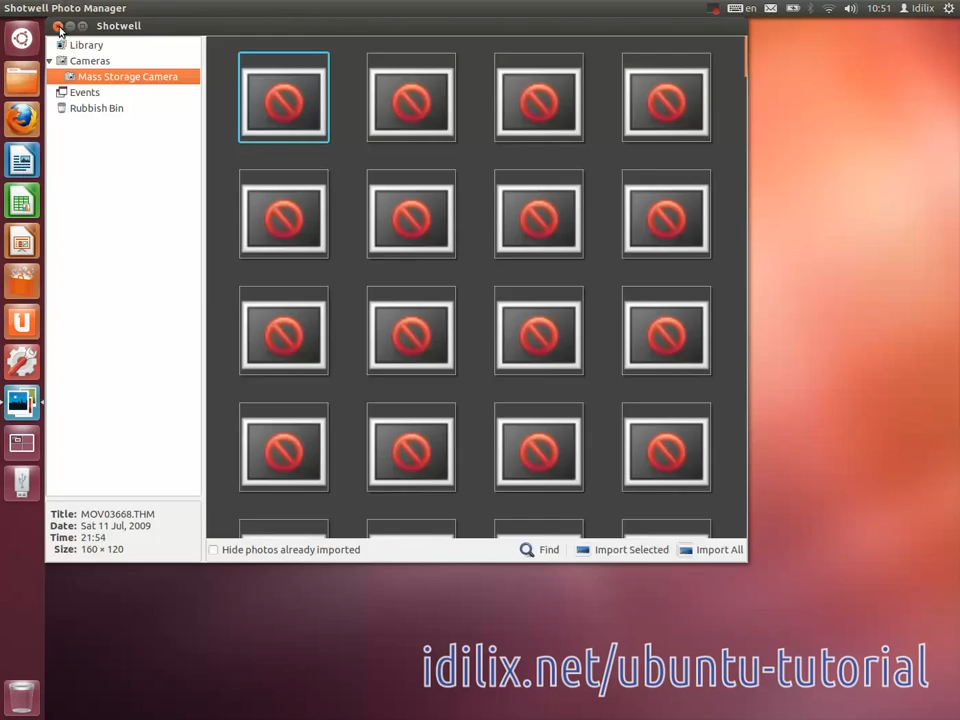 Shotwell Photo Manager
en
10:51
Idilix
Shotwell
Library
Cameras
Mass Storage Camera
Events
Rubbish Bin
Title: MOV03668.THM
Date: Sat 11 Jul, 2009
Time: 21:54
Size: 160 × 120
Hide photos already imported
Find
Import Selected
Import All
idilix.net/ubuntu-tutorial